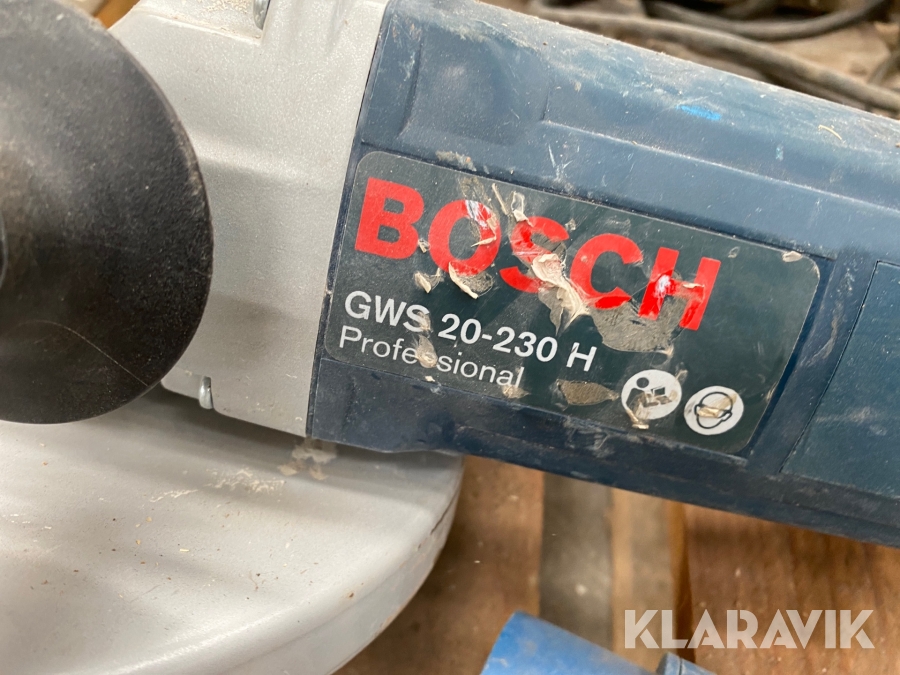 BOSCH
GWS 20-230 H
Professional
KLARAVIK